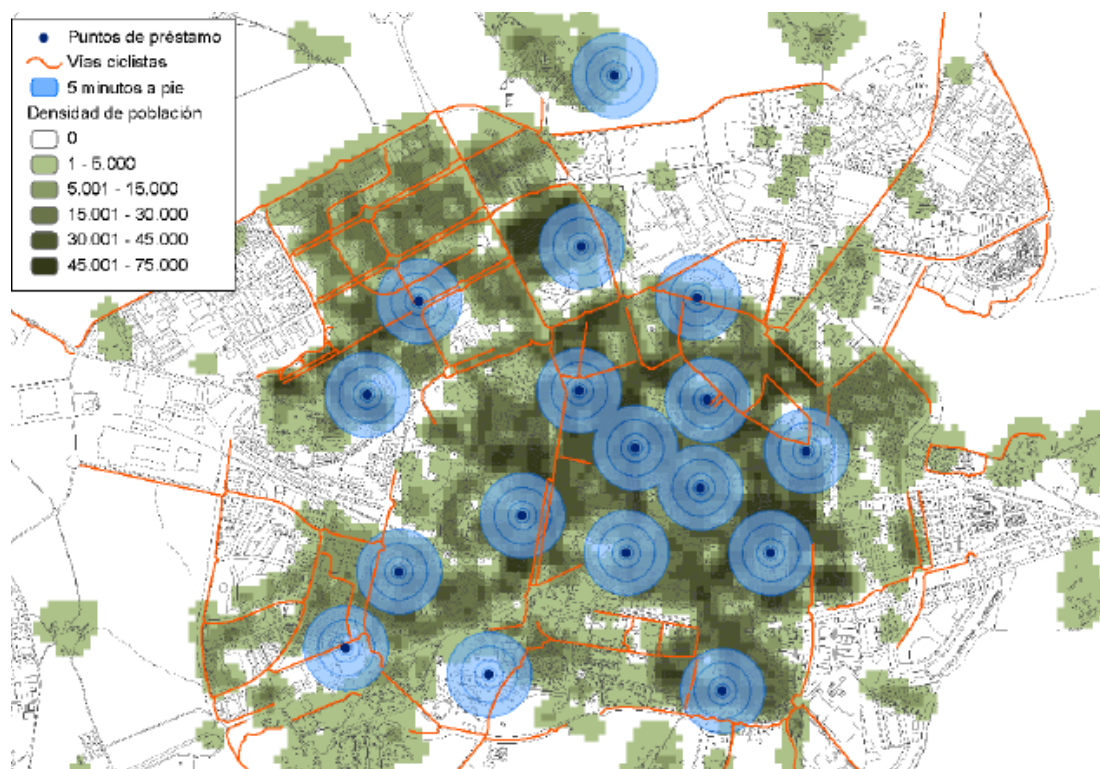 Puntos de préstamo
Vías ciclistas
5 minutos a pie
Densidad de población
0
1 - 5.000
5.001 - 15.000
15.001 - 30.000
30.001 - 45.000
45.001 - 75.000